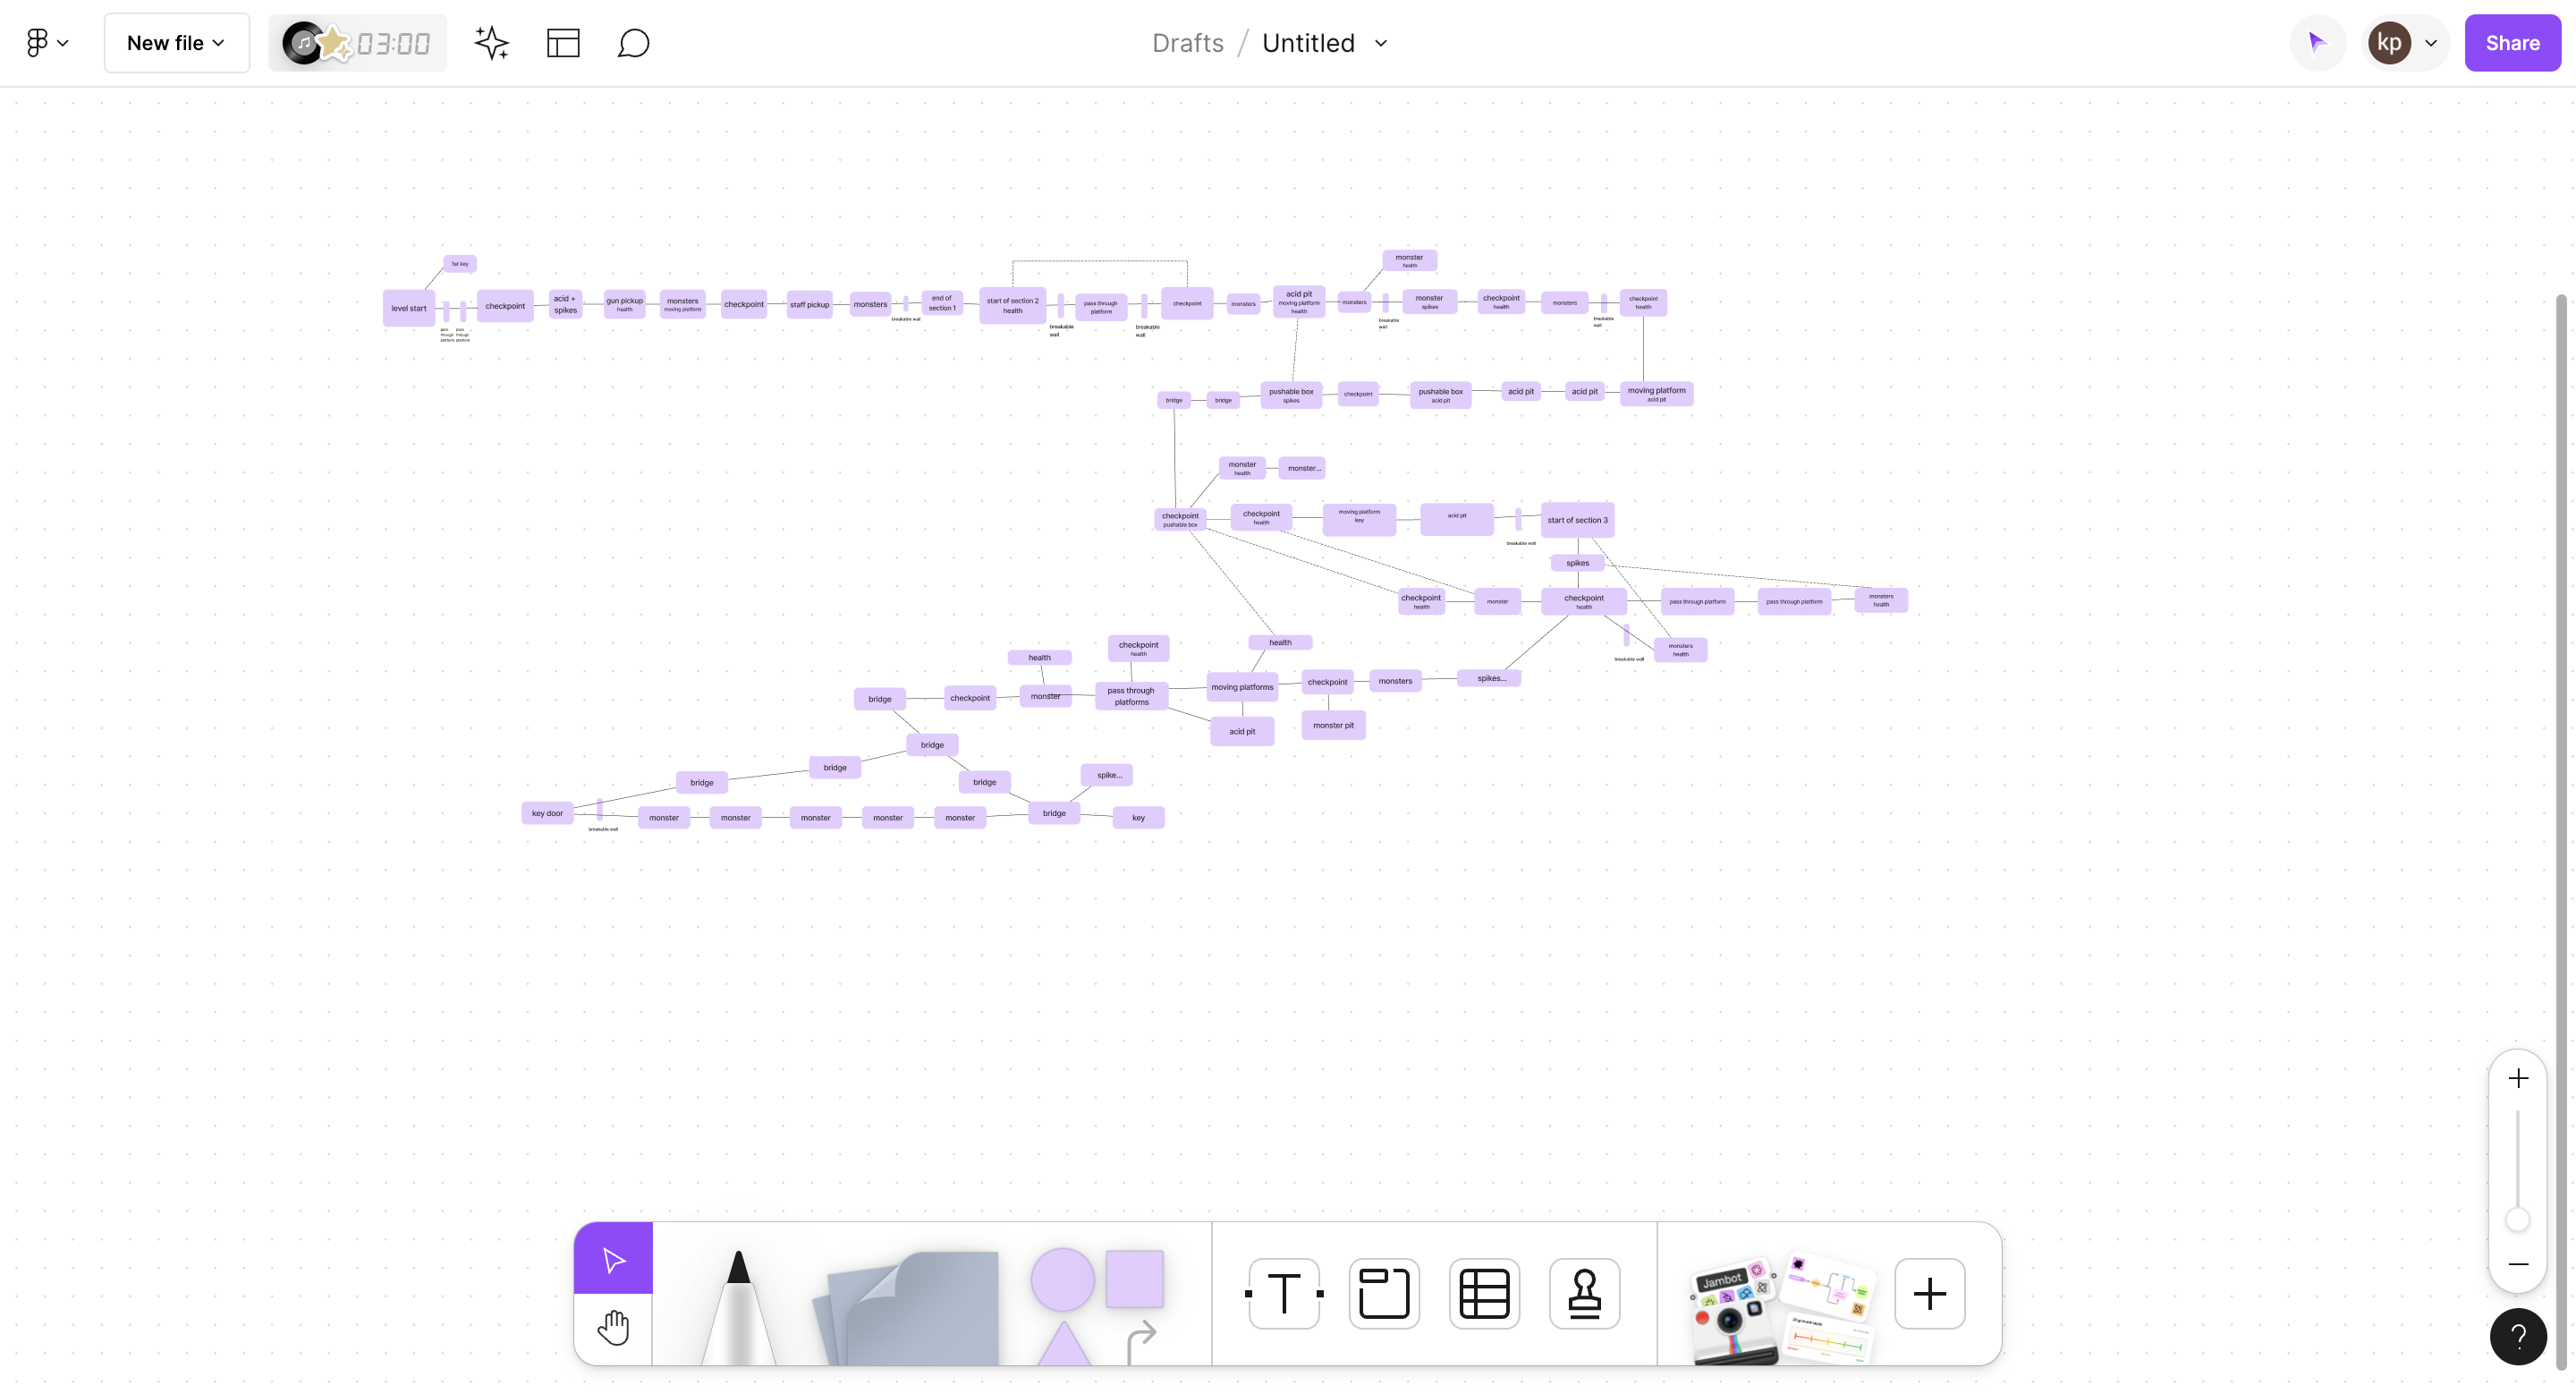 New file
03:00
Drafts / Untitled
kp
Share
1st key
level start
pass through platform
pass through platform
checkpoint
acid +
spikes
gun pickup
health
monsters
moving platform
checkpoint
staff pickup
monsters
breakable wall
end of
section 1
start of section 2
health
breakable
wall
pass through
platform
breakable
wall
checkpoint
monsters
acid pit
moving platform
health
monsters
monster
health
breakable
wall
monster
spikes
checkpoint
health
monsters
breakable
wall
checkpoint
health
bridge
bridge
pushable box
spikes
checkpoint
pushable box
acid pit
acid pit
acid pit
moving platform
acid pit
monster
health
monster...
checkpoint
pushable box
checkpoint
health
moving platform
key
acid pit
breakable wall
start of section 3
spikes
checkpoint
health
monster
checkpoint
health
pass through platform
pass through platform
monsters
health
breakable wall
monsters
health
health
health
checkpoint
health
bridge
checkpoint
monster
pass through
platforms
moving platforms
checkpoint
monsters
spikes...
acid pit
monster pit
bridge
bridge
bridge
bridge
spike...
key door
breakable wall
monster
monster
monster
monster
monster
bridge
key
Jambot